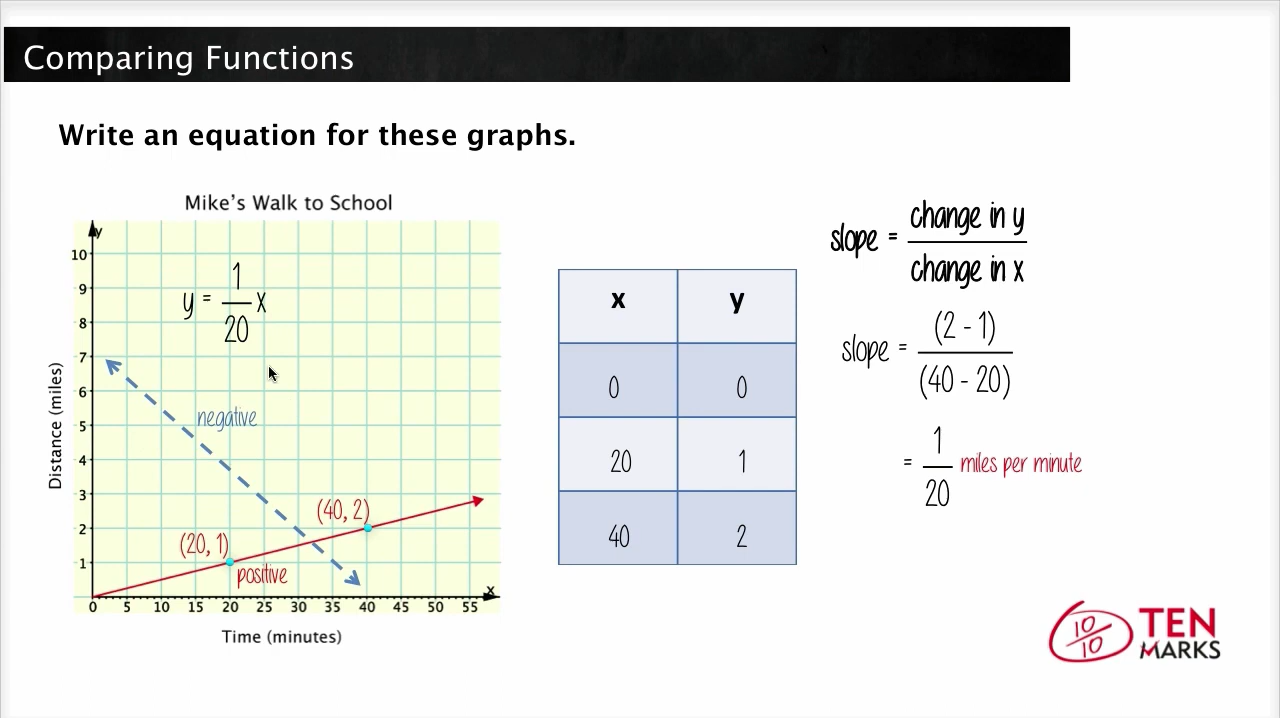 Comparing Functions
Write an equation for these graphs.
Mike's Walk to School
y
10
9
8
7
6
5
4
3
2
1
Distance (miles)
y = 1/20 x
negative
(40, 2)
(20, 1)
positive
x
0 5 10 15 20 25 30 35 40 45 50 55
Time (minutes)
x y
0 0
20 1
40 2
slope = change in y / change in x
slope = (2 - 1) / (40 - 20)
= 1/20 miles per minute
10/10 TEN
MARKS